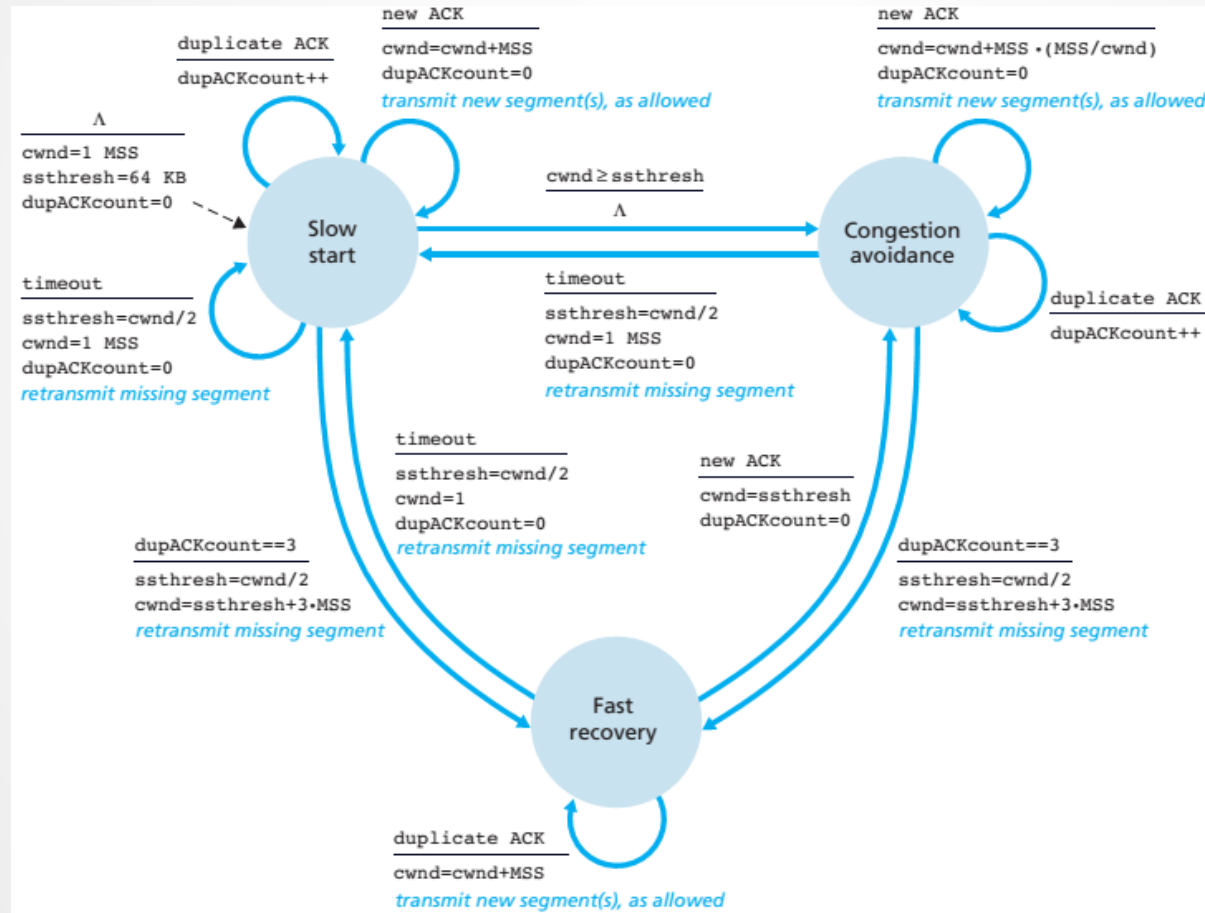 new ACK
cwnd=cwnd+MSS
dupACKcount=0
transmit new segment(s), as allowed
new ACK
cwnd=cwnd+MSS •(MSS/cwnd)
dupACKcount=0
transmit new segment(s), as allowed
duplicate ACK
dupACKcount++
Λ
cwnd=1 MSS
ssthresh=64 KB
dupACKcount=0
cwnd≥ssthresh
Λ
Slow
start
Congestion
avoidance
timeout
ssthresh=cwnd/2
cwnd=1 MSS
dupACKcount=0
retransmit missing segment
timeout
ssthresh=cwnd/2
cwnd=1 MSS
dupACKcount=0
retransmit missing segment
duplicate ACK
dupACKcount++
timeout
ssthresh=cwnd/2
cwnd=1
dupACKcount=0
retransmit missing segment
new ACK
cwnd=ssthresh
dupACKcount=0
dupACKcount==3
ssthresh=cwnd/2
cwnd=ssthresh+3•MSS
retransmit missing segment
dupACKcount==3
ssthresh=cwnd/2
cwnd=ssthresh+3•MSS
retransmit missing segment
Fast
recovery
duplicate ACK
cwnd=cwnd+MSS
transmit new segment(s), as allowed